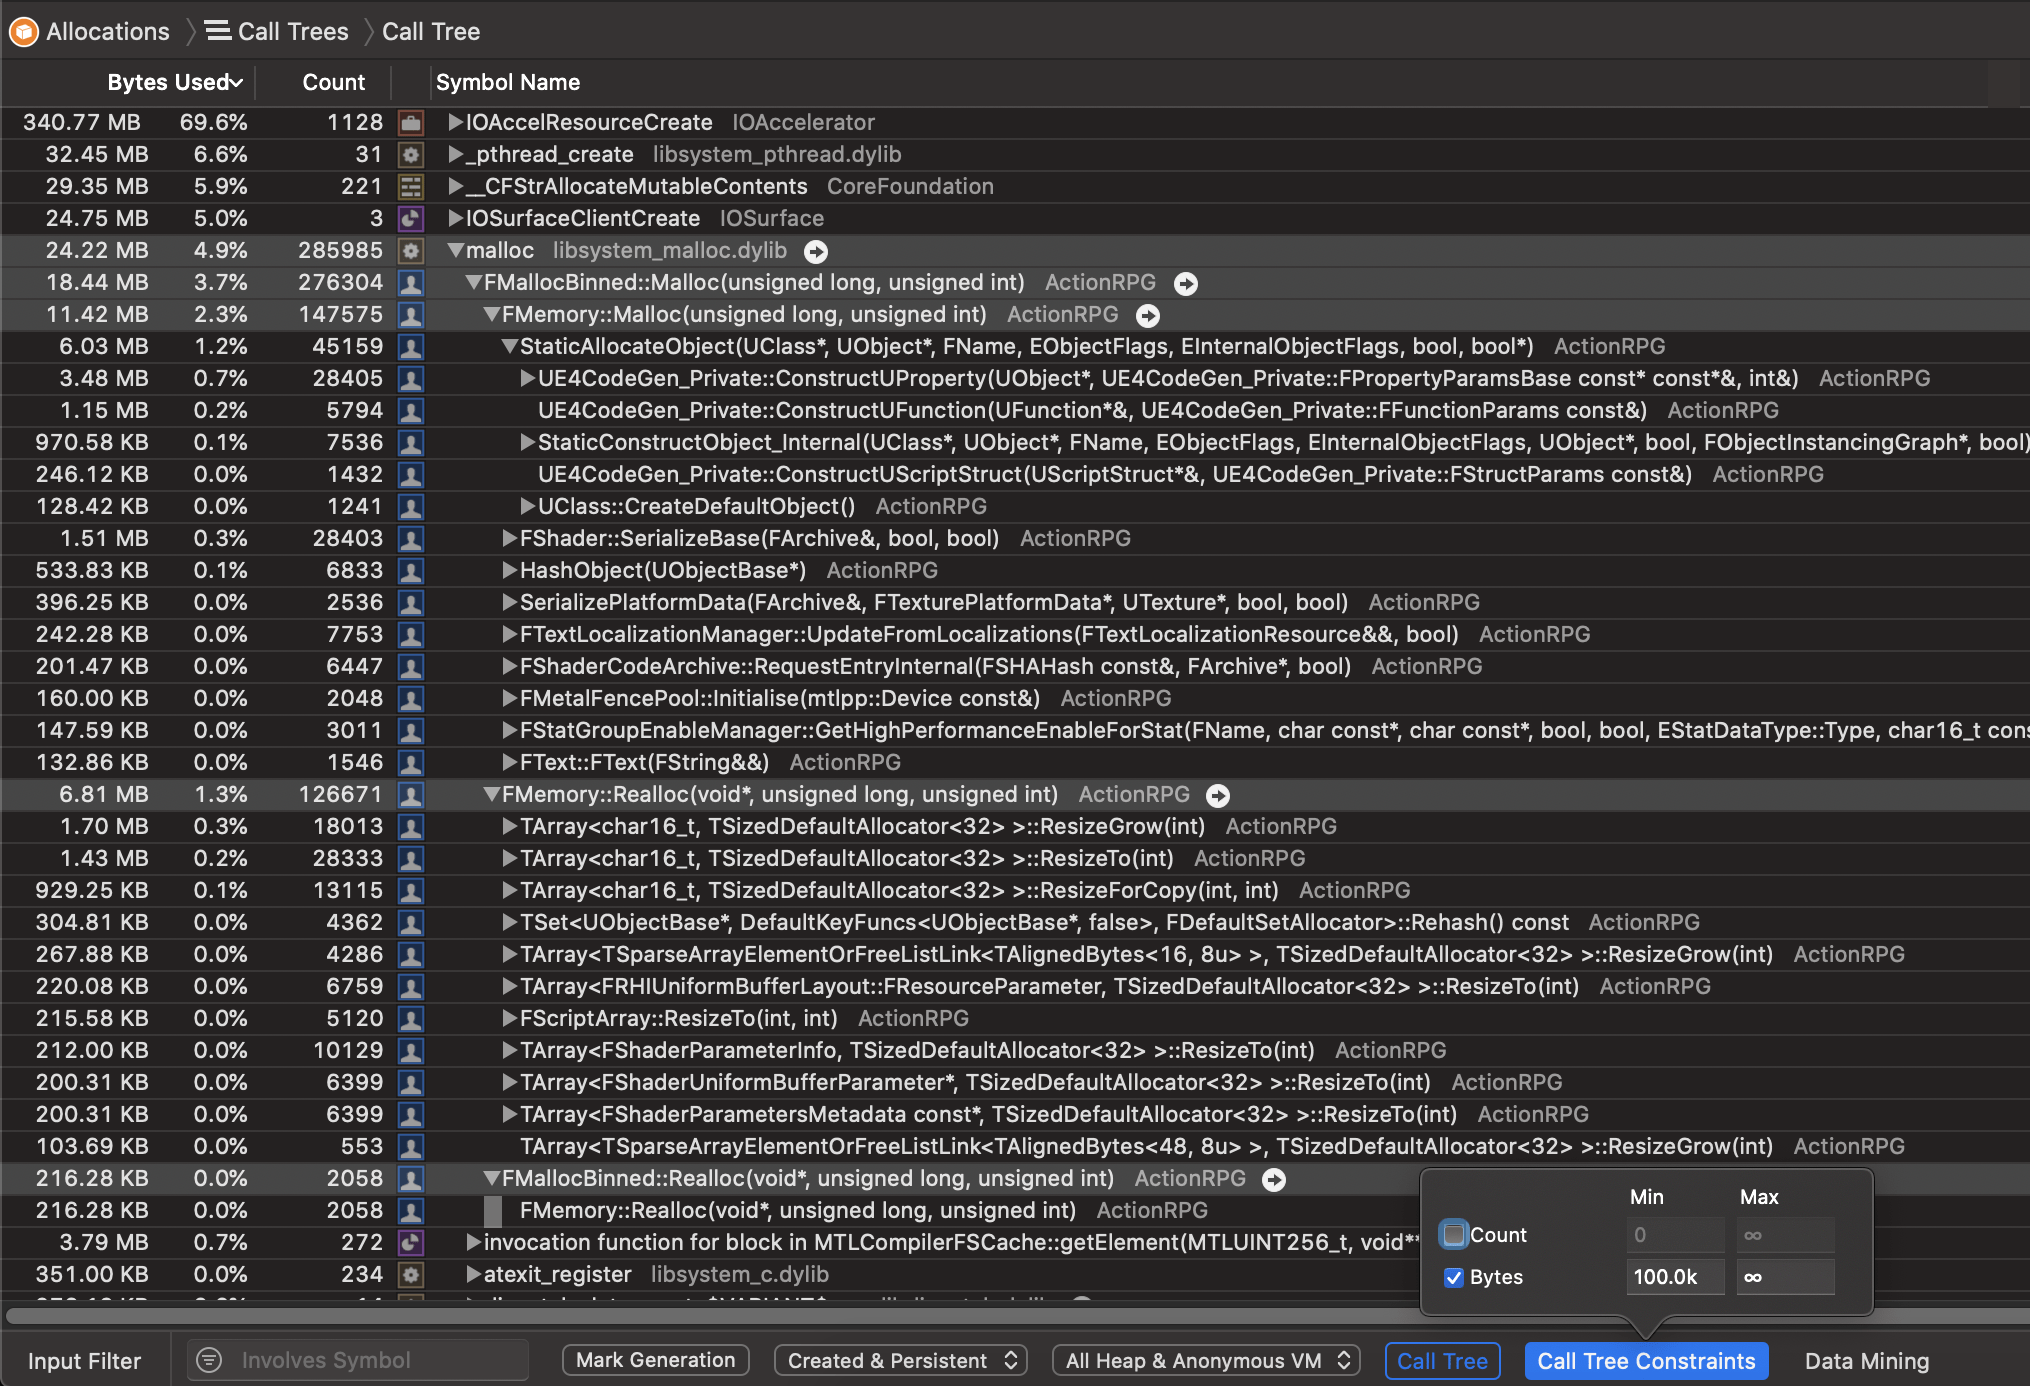 Allocations Call Trees Call Tree
Bytes Used Count Symbol Name
340.77 MB 69.6% 1128 IOAccelResourceCreate IOAccelerator
32.45 MB 6.6% 31 _pthread_create libsystem_pthread.dylib
29.35 MB 5.9% 221 __CFStrAllocateMutableContents CoreFoundation
24.75 MB 5.0% 3 IOSurfaceClientCreate IOSurface
24.22 MB 4.9% 285985 malloc libsystem_malloc.dylib
18.44 MB 3.7% 276304 FMallocBinned::Malloc(unsigned long, unsigned int) ActionRPG
11.42 MB 2.3% 147575 FMemory::Malloc(unsigned long, unsigned int) ActionRPG
6.03 MB 1.2% 45159 StaticAllocateObject(UClass*, UObject*, FName, EObjectFlags, EInternalObjectFlags, bool, bool*) ActionRPG
3.48 MB 0.7% 28405 UE4CodeGen_Private::ConstructUProperty(UObject*, UE4CodeGen_Private::FPropertyParamsBase const* const*&, int&) ActionRPG
1.15 MB 0.2% 5794 UE4CodeGen_Private::ConstructUFunction(UFunction*&, UE4CodeGen_Private::FFunctionParams const&) ActionRPG
970.58 KB 0.1% 7536 StaticConstructObject_Internal(UClass*, UObject*, FName, EObjectFlags, EInternalObjectFlags, UObject*, bool, FObjectInstancingGraph*, bool)
246.12 KB 0.0% 1432 UE4CodeGen_Private::ConstructUScriptStruct(UScriptStruct*&, UE4CodeGen_Private::FStructParams const&) ActionRPG
128.42 KB 0.0% 1241 UClass::CreateDefaultObject() ActionRPG
1.51 MB 0.3% 28403 FShader::SerializeBase(FArchive&, bool, bool) ActionRPG
533.83 KB 0.1% 6833 HashObject(UObjectBase*) ActionRPG
396.25 KB 0.0% 2536 SerializePlatformData(FArchive&, FTexturePlatformData*, UTexture*, bool, bool) ActionRPG
242.28 KB 0.0% 7753 FTextLocalizationManager::UpdateFromLocalizations(FTextLocalizationResource&&, bool) ActionRPG
201.47 KB 0.0% 6447 FShaderCodeArchive::RequestEntryInternal(FSHAHash const&, FArchive*, bool) ActionRPG
160.00 KB 0.0% 2048 FMetalFencePool::Initialise(mtlpp::Device const&) ActionRPG
147.59 KB 0.0% 3011 FStatGroupEnableManager::GetHighPerformanceEnableForStat(FName, char const*, char const*, bool, bool, EStatDataType::Type, char16_t cons
132.86 KB 0.0% 1546 FText::FText(FString&&) ActionRPG
6.81 MB 1.3% 126671 FMemory::Realloc(void*, unsigned long, unsigned int) ActionRPG
1.70 MB 0.3% 18013 TArray<char16_t, TSizedDefaultAllocator<32> >::ResizeGrow(int) ActionRPG
1.43 MB 0.2% 28333 TArray<char16_t, TSizedDefaultAllocator<32> >::ResizeTo(int) ActionRPG
929.25 KB 0.1% 13115 TArray<char16_t, TSizedDefaultAllocator<32> >::ResizeForCopy(int, int) ActionRPG
304.81 KB 0.0% 4362 TSet<UObjectBase*, DefaultKeyFuncs<UObjectBase*, false>, FDefaultSetAllocator>::Rehash() const ActionRPG
267.88 KB 0.0% 4286 TArray<TSparseArrayElementOrFreeListLink<TAlignedBytes<16, 8u> >, TSizedDefaultAllocator<32> >::ResizeGrow(int) ActionRPG
220.08 KB 0.0% 6759 TArray<FRHIUniformBufferLayout::FResourceParameter, TSizedDefaultAllocator<32> >::ResizeTo(int) ActionRPG
215.58 KB 0.0% 5120 FScriptArray::ResizeTo(int, int) ActionRPG
212.00 KB 0.0% 10129 TArray<FShaderParameterInfo, TSizedDefaultAllocator<32> >::ResizeTo(int) ActionRPG
200.31 KB 0.0% 6399 TArray<FShaderUniformBufferParameter*, TSizedDefaultAllocator<32> >::ResizeTo(int) ActionRPG
200.31 KB 0.0% 6399 TArray<FShaderParametersMetadata const*, TSizedDefaultAllocator<32> >::ResizeTo(int) ActionRPG
103.69 KB 0.0% 553 TArray<TSparseArrayElementOrFreeListLink<TAlignedBytes<48, 8u> >, TSizedDefaultAllocator<32> >::ResizeGrow(int) ActionRPG
216.28 KB 0.0% 2058 FMallocBinned::Realloc(void*, unsigned long, unsigned int) ActionRPG
216.28 KB 0.0% 2058 FMemory::Realloc(void*, unsigned long, unsigned int) ActionRPG
3.79 MB 0.7% 272 invocation function for block in MTLCompilerFSCache::getElement(MTLUINT256_t, void**
351.00 KB 0.0% 234 atexit_register libsystem_c.dylib
Min Max
Count 0 ∞
Bytes 100.0k ∞
Input Filter Involves Symbol Mark Generation Created & Persistent All Heap & Anonymous VM Call Tree Call Tree Constraints Data Mining